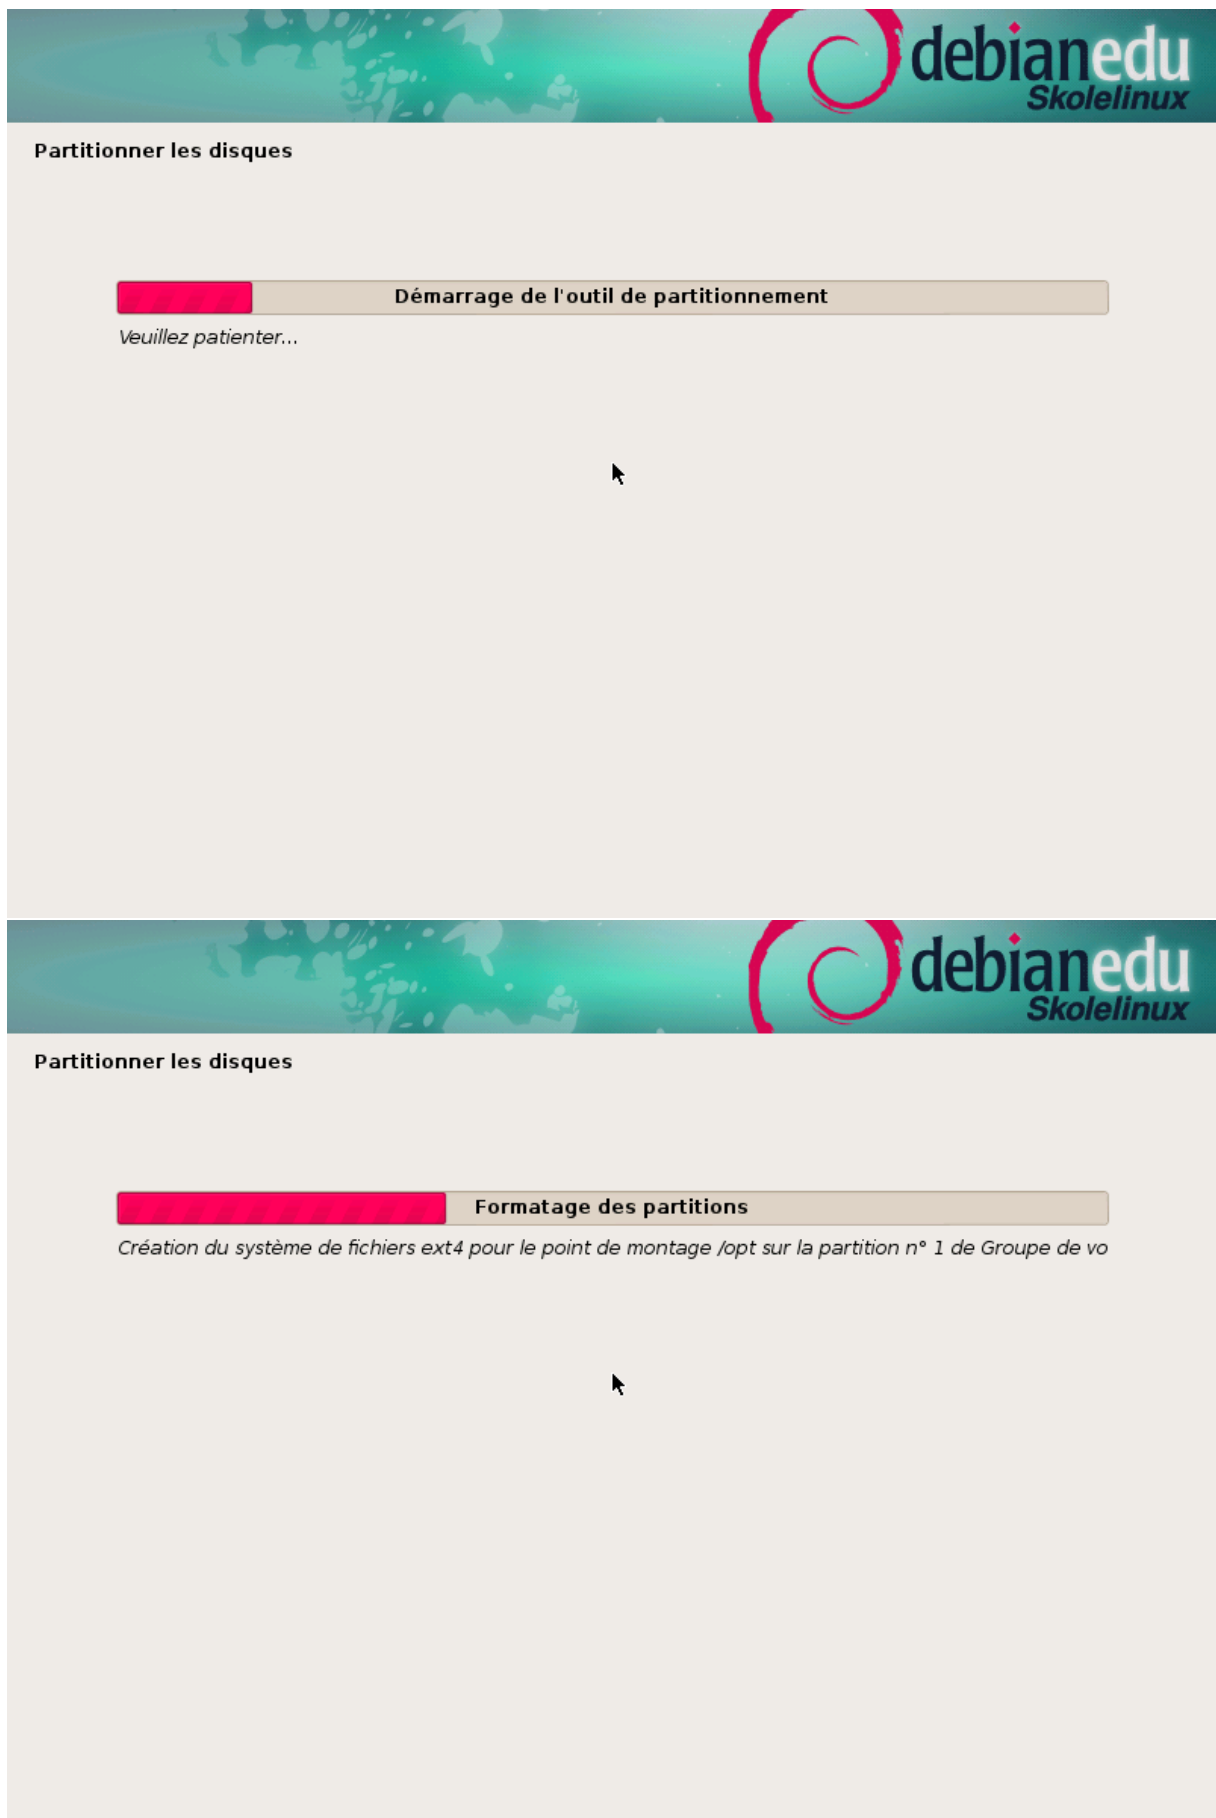 debianedu
Skolelinux
Partitionner les disques
Démarrage de l'outil de partitionnement
Veuillez patienter...
debianedu
Skolelinux
Partitionner les disques
Formatage des partitions
Création du système de fichiers ext4 pour le point de montage /opt sur la partition n° 1 de Groupe de vo